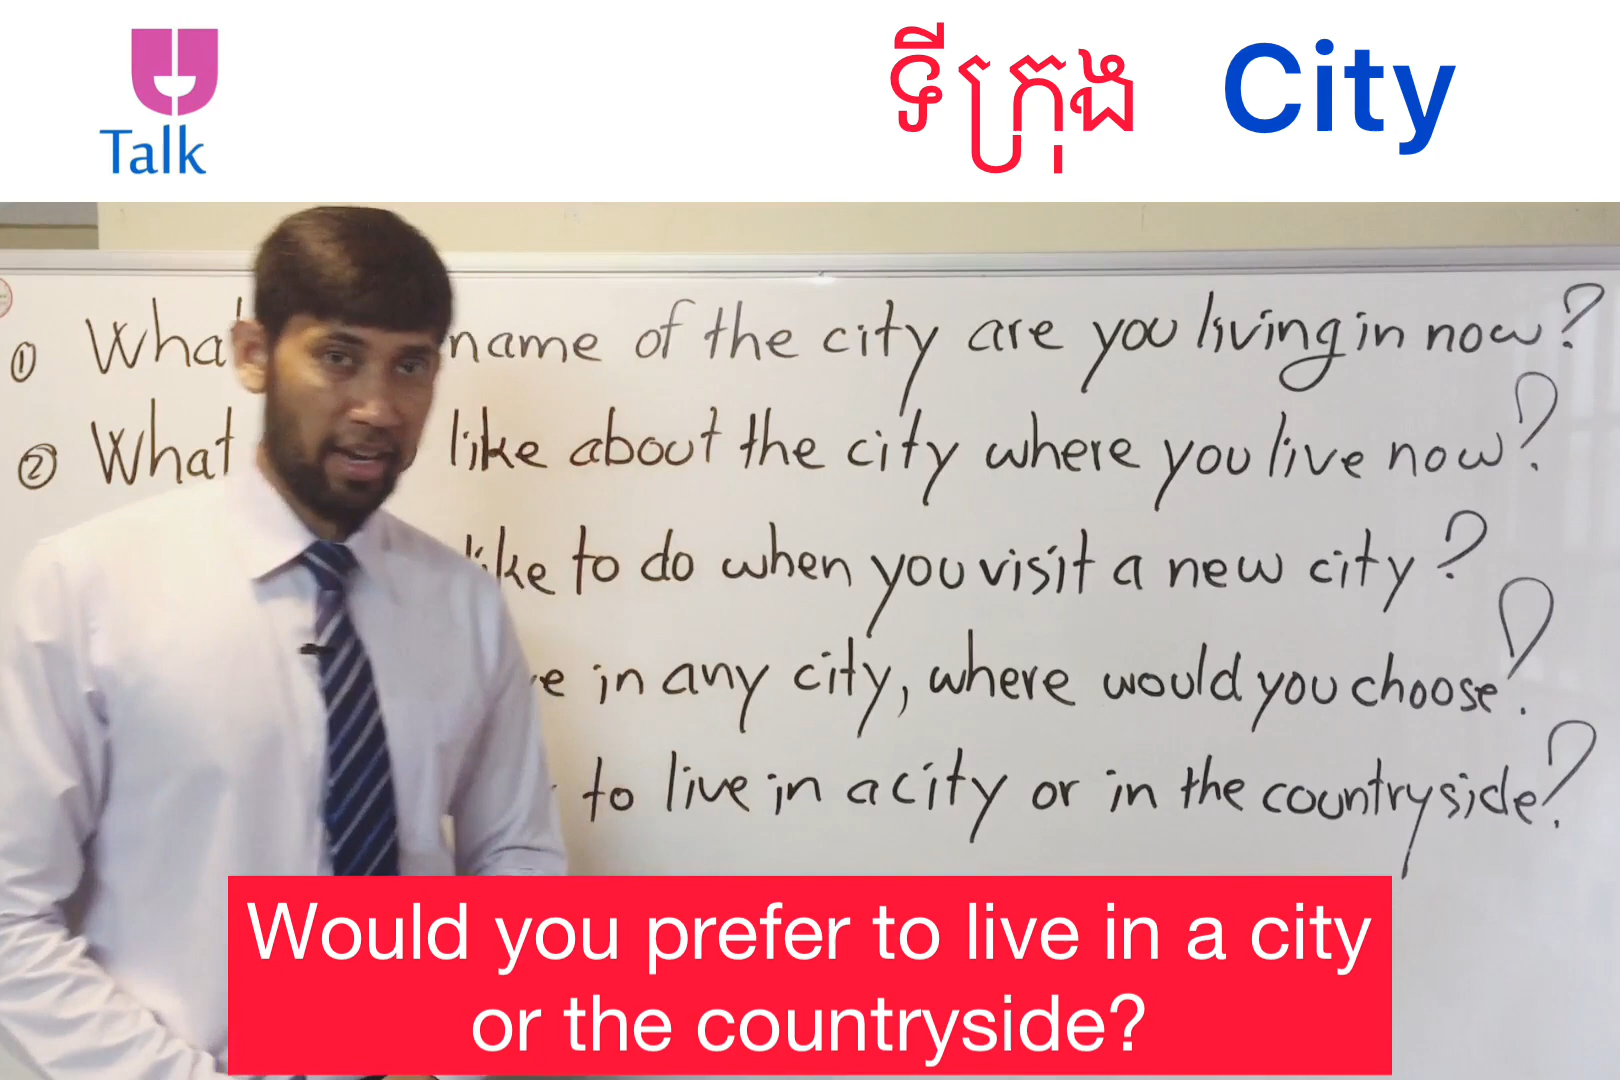 Talk
ទីក្រុង City
① What name of the city are you living in now?
② What like about the city where you live now?
like to do when you visit a new city?
in any city, where would you choose?
to live in a city or in the countryside?
Would you prefer to live in a city
or the countryside?